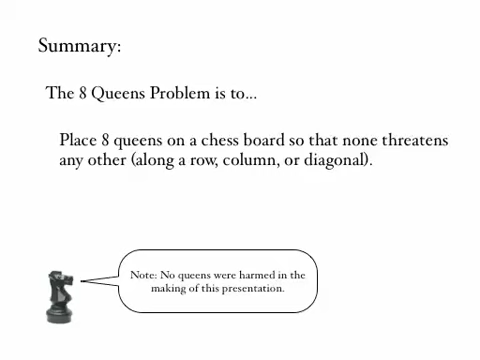 Summary:
The 8 Queens Problem is to...
Place 8 queens on a chess board so that none threatens
any other (along a row, column, or diagonal).
Note: No queens were harmed in the
making of this presentation.